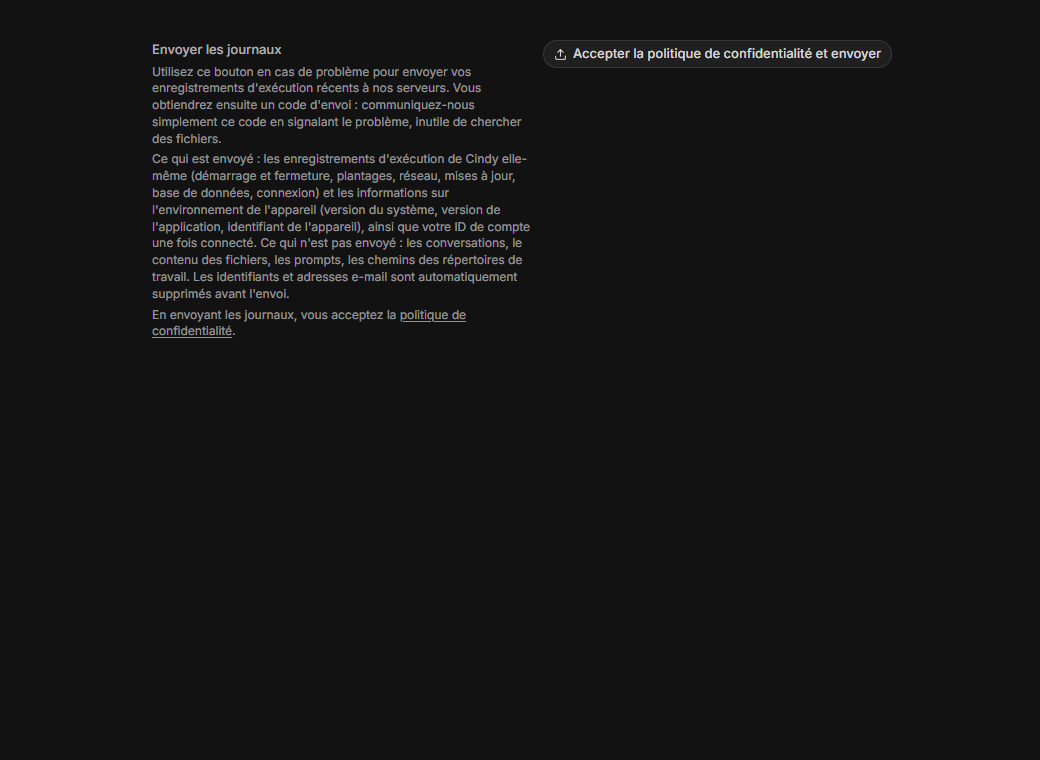 Envoyer les journaux
Accepter la politique de confidentialité et envoyer
Utilisez ce bouton en cas de problème pour envoyer vos
enregistrements d'exécution récents à nos serveurs. Vous
obtiendrez ensuite un code d'envoi : communiquez-nous
simplement ce code en signalant le problème, inutile de chercher
des fichiers.
Ce qui est envoyé : les enregistrements d'exécution de Cindy elle-
même (démarrage et fermeture, plantages, réseau, mises à jour,
base de données, connexion) et les informations sur
l'environnement de l'appareil (version du système, version de
l'application, identifiant de l'appareil), ainsi que votre ID de compte
une fois connecté. Ce qui n'est pas envoyé : les conversations, le
contenu des fichiers, les prompts, les chemins des répertoires de
travail. Les identifiants et adresses e-mail sont automatiquement
supprimés avant l'envoi.
En envoyant les journaux, vous acceptez la politique de
confidentialité.